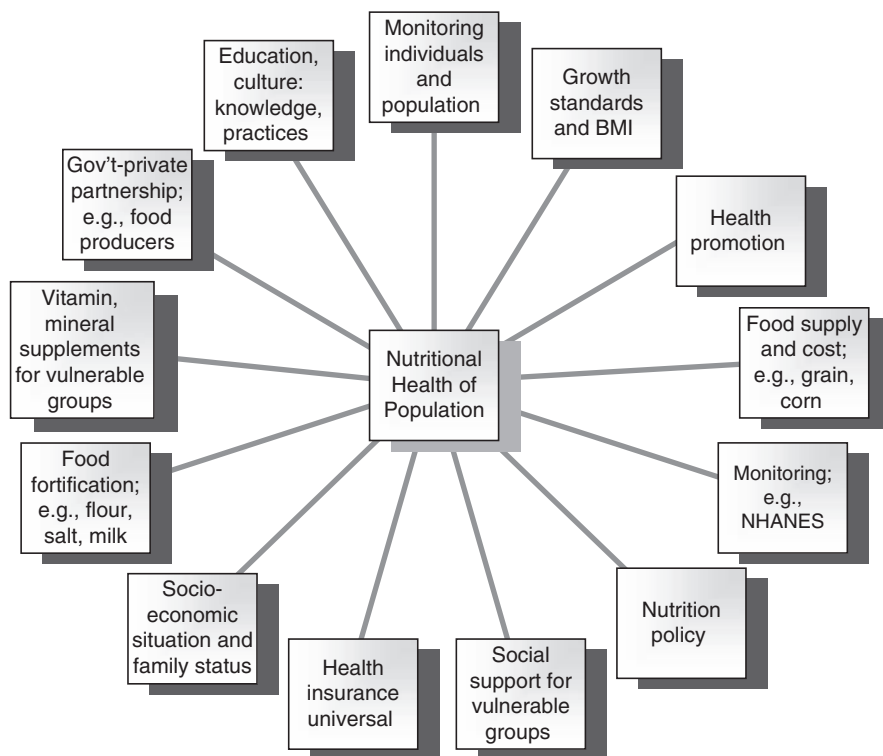 Monitoring
individuals
and
population
Growth
standards
and BMI
Health
promotion
Food supply
and cost;
e.g., grain,
corn
Monitoring;
e.g.,
NHANES
Nutrition
policy
Social
support for
vulnerable
groups
Health
insurance
universal
Socio-
economic
situation and
family status
Food
fortification;
e.g., flour,
salt, milk
Vitamin,
mineral
supplements
for vulnerable
groups
Gov't-private
partnership;
e.g., food
producers
Education,
culture:
knowledge,
practices
Nutritional
Health of
Population